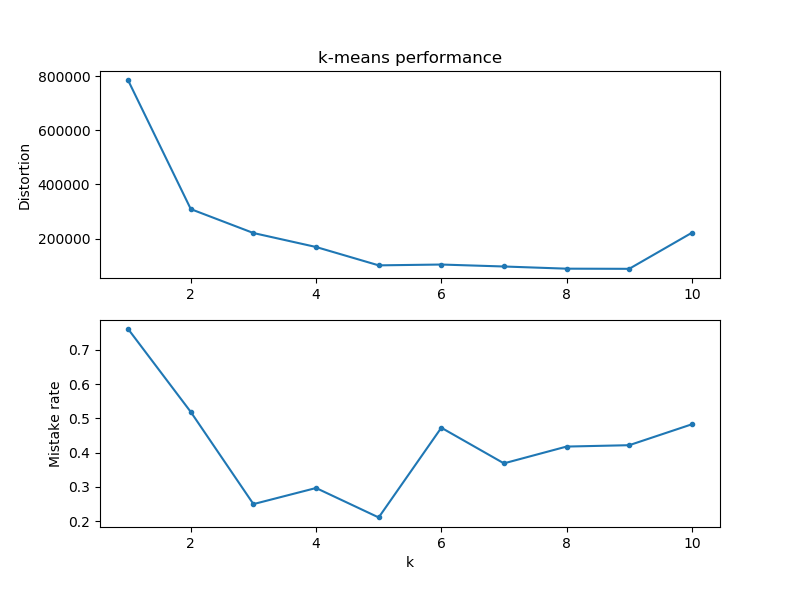 k-means performance
800000
600000
400000
200000
Distortion
2 4 6 8 10
0.7
0.6
0.5
0.4
0.3
0.2
Mistake rate
2 4 6 8 10
k